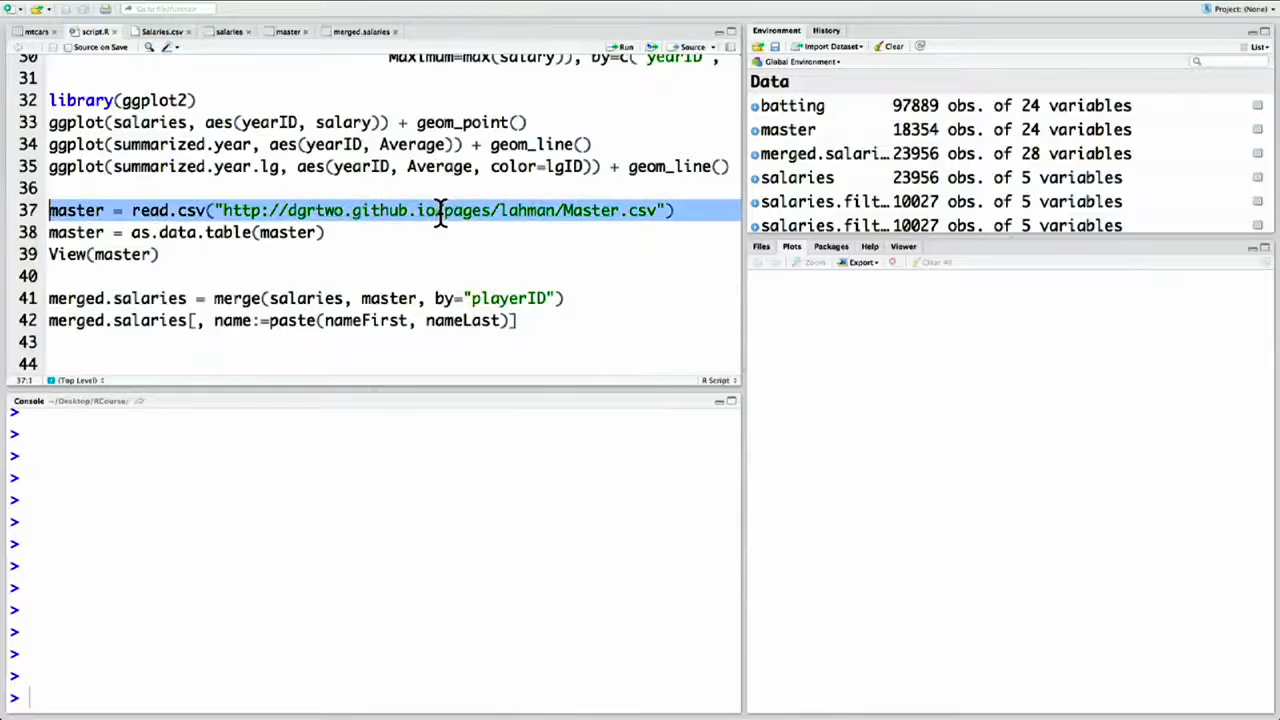 Go to file/function
Project: (None)
mtcars
script.R
Salaries.csv
salaries
master
merged.salaries
Source on Save
Run
Source
30 Maximum=max(salary)), by=c("yearID",
31
32 library(ggplot2)
33 ggplot(salaries, aes(yearID, salary)) + geom_point()
34 ggplot(summarized.year, aes(yearID, Average)) + geom_line()
35 ggplot(summarized.year.lg, aes(yearID, Average, color=lgID)) + geom_line()
36
37 master = read.csv("http://dgrtwo.github.io/pages/lahman/Master.csv")
38 master = as.data.table(master)
39 View(master)
40
41 merged.salaries = merge(salaries, master, by="playerID")
42 merged.salaries[, name:=paste(nameFirst, nameLast)]
43
44
37:1 (Top Level) R Script
Console ~/Desktop/RCourse/
>
>
>
>
>
>
>
>
>
>
>
>
>
>
Environment History
Import Dataset Clear List
Global Environment
Data
batting 97889 obs. of 24 variables
master 18354 obs. of 24 variables
merged.salari… 23956 obs. of 28 variables
salaries 23956 obs. of 5 variables
salaries.filt… 10027 obs. of 5 variables
salaries.filt… 10027 obs. of 5 variables
Files Plots Packages Help Viewer
Zoom Export Clear All